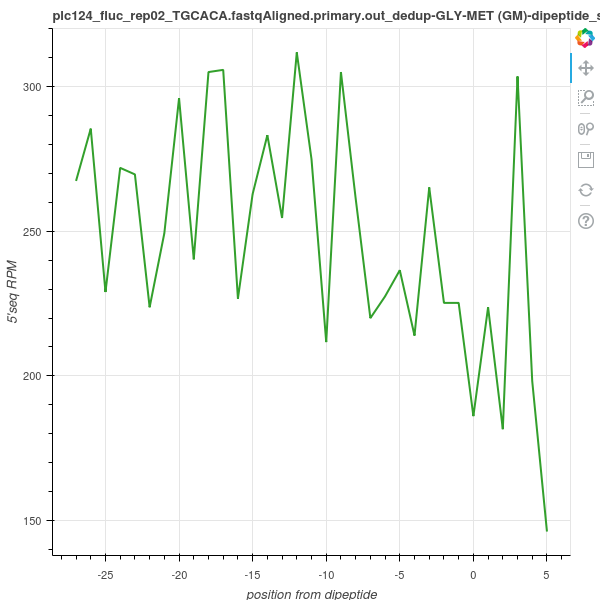 plc124_fluc_rep02_TGCACA.fastqAligned.primary.out_dedup-GLY-MET (GM)-dipeptide_s
300
250
200
150
5'seq RPM
-25 -20 -15 -10 -5 0 5
position from dipeptide